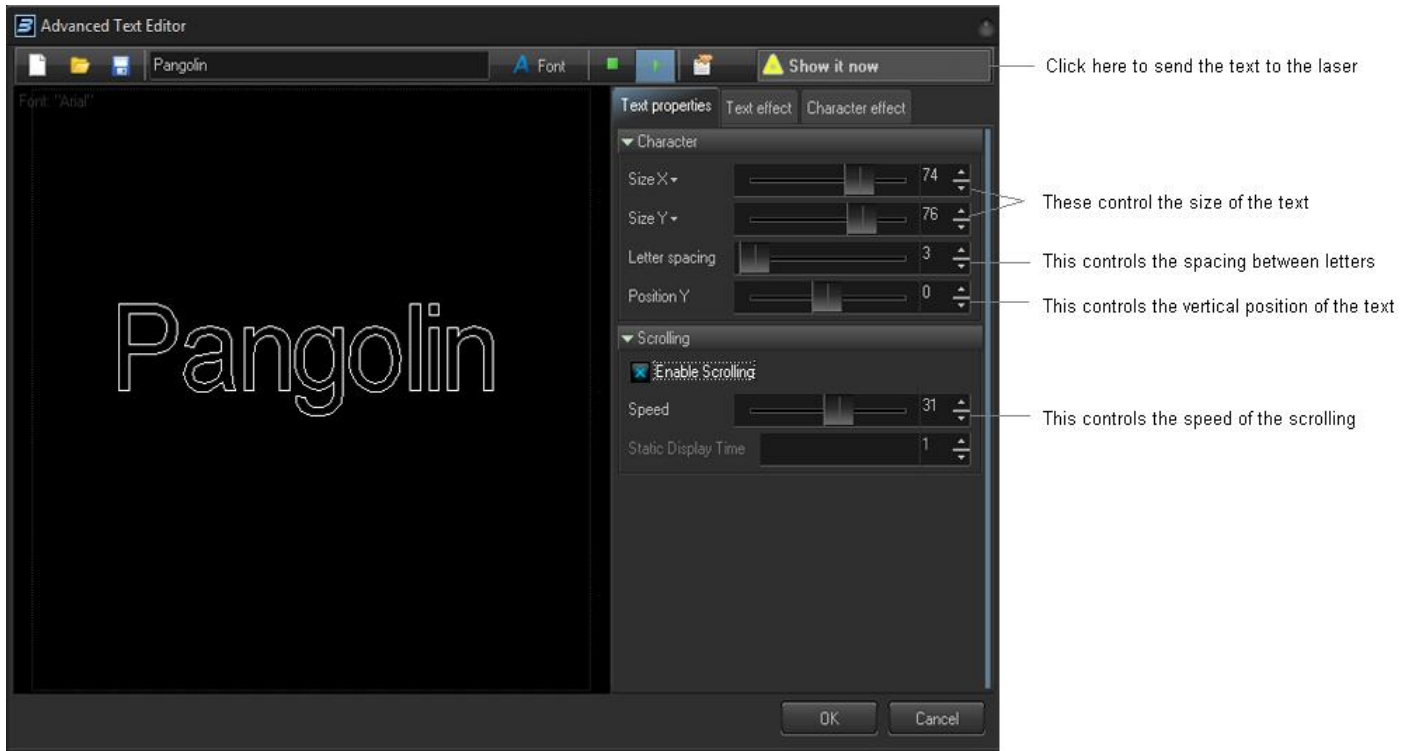 Advanced Text Editor
Pangolin
Font
Show it now
Click here to send the text to the laser
Font: "Arial"
Text properties
Text effect
Character effect
Character
Size X
74
Size Y
76
These control the size of the text
Letter spacing
3
This controls the spacing between letters
Position Y
0
This controls the vertical position of the text
Pangolin
Scrolling
Enable Scrolling
Speed
31
This controls the speed of the scrolling
Static Display Time
1
OK
Cancel